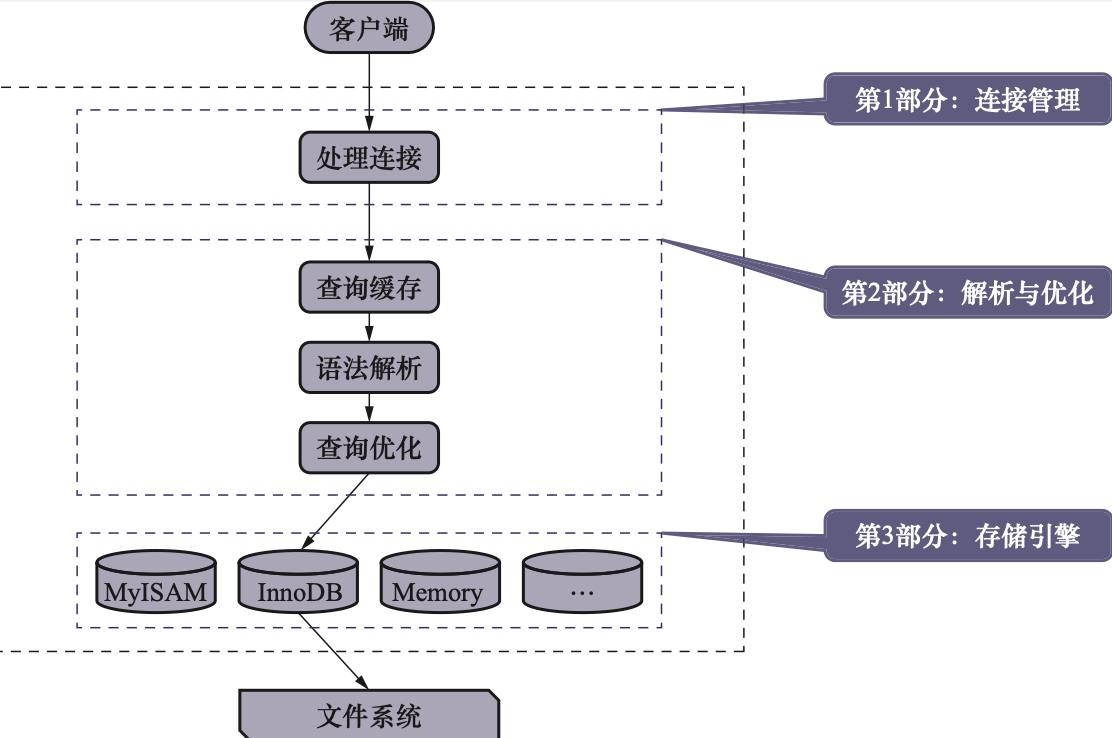 客户端
第1部分：连接管理
处理连接
查询缓存
第2部分：解析与优化
语法解析
查询优化
第3部分：存储引擎
MyISAM
InnoDB
Memory
…
文件系统